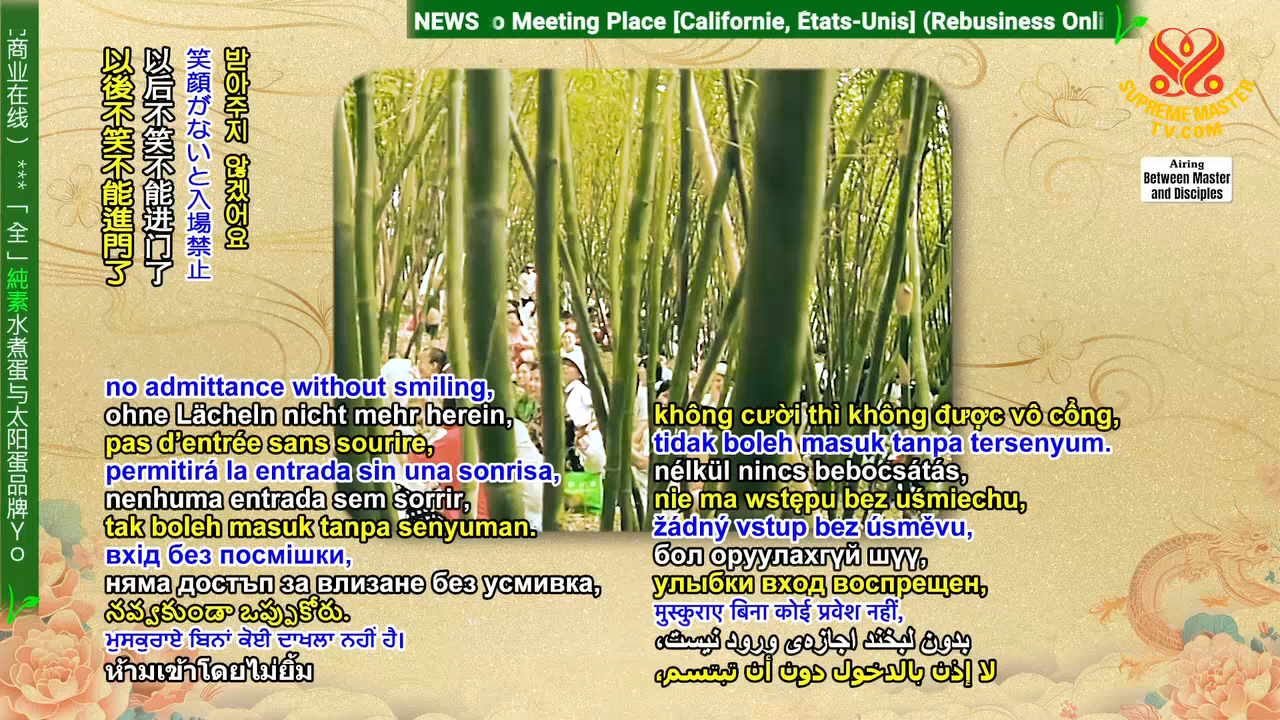 NEWS o Meeting Place [Californie, États-Unis] (Rebusiness Onli
SUPREME MASTER
TV.COM
Airing
Between Master
and Disciples
商业在线）***「全」純素水煮蛋与太阳蛋品牌Yo
以後不笑不能進門了
以后不笑不能进门了
笑顔がないと入場禁止
받아주지 않겠어요
no admittance without smiling,
ohne Lächeln nicht mehr herein,
pas d’entrée sans sourire,
permitirá la entrada sin una sonrisa,
nenhuma entrada sem sorrir,
tak boleh masuk tanpa senyuman.
вхід без посмішки,
няма достъп за влизане без усмивка,
నవ్వకుండా ఒప్పుకోరు.
ਮੁਸਕੁਰਾਏ ਬਿਨਾਂ ਕੋਈ ਦਾਖਲਾ ਨਹੀਂ ਹੈ।
ห้ามเข้าโดยไม่ยิ้ม
không cười thì không được vô cổng,
tidak boleh masuk tanpa tersenyum.
nélkül nincs bebocsátás,
nie ma wstępu bez uśmiechu,
žádný vstup bez úsměvu,
бол оруулахгүй шүү,
улыбки вход воспрещен,
मुस्कुराए बिना कोई प्रवेश नहीं,
بدون لبخند اجازه‌ی ورود نیست،
لا إذن بالدخول دون أن تبتسم،